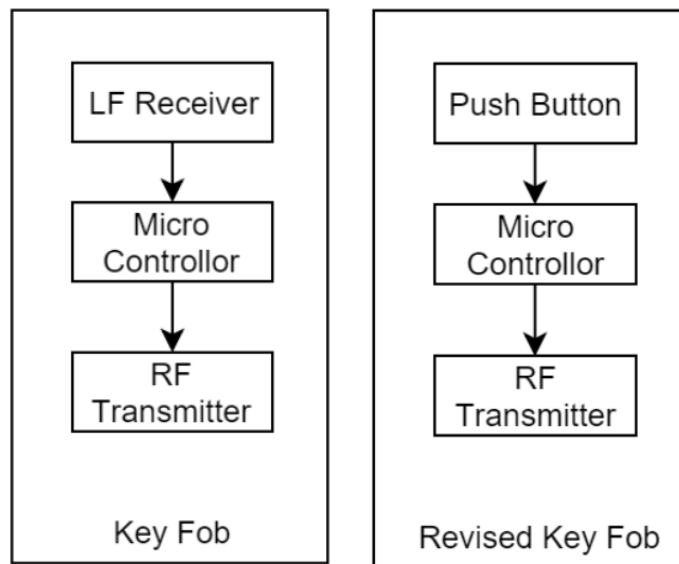 LF Receiver
Micro
Controllor
RF
Transmitter
Key Fob
Push Button
Micro
Controllor
RF
Transmitter
Revised Key Fob